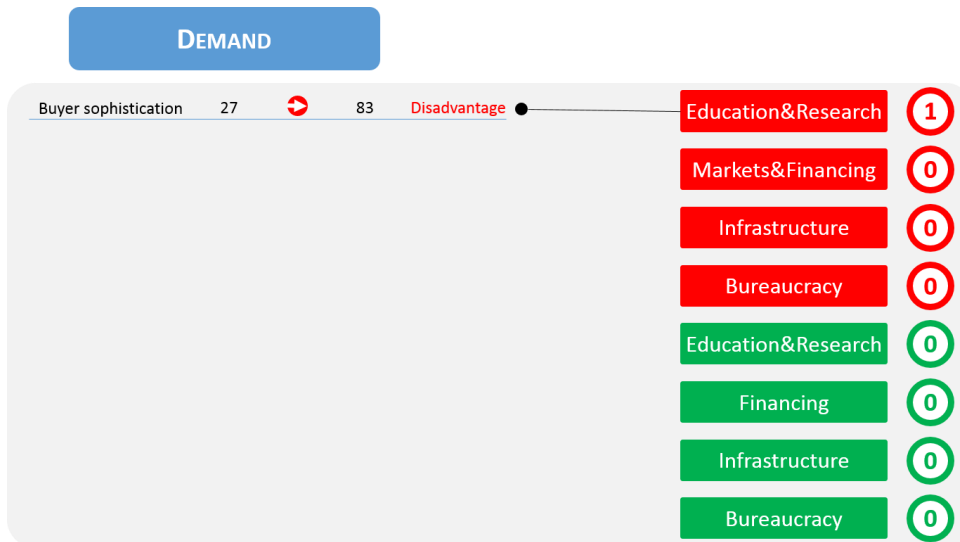 DEMAND
Buyer sophistication 27 83 Disadvantage
Education&Research 1
Markets&Financing 0
Infrastructure 0
Bureaucracy 0
Education&Research 0
Financing 0
Infrastructure 0
Bureaucracy 0